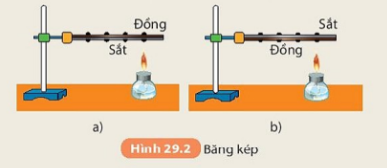 Đồng
Sắt
a)
Sắt
Đồng
b)
Hình 29.2 Băng kép